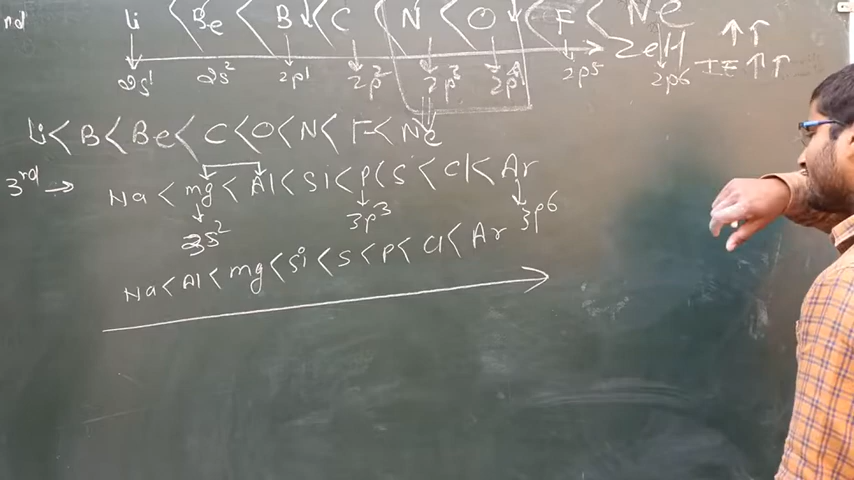 nd Li < Be < B < C < N < O < F < Ne
2s¹ 2s² 2p¹ 2p² 2p³ 2p⁴ 2p⁵ 2p⁶ Zeff ↑↑ IE ↑↑
Li < B < Be < C < O < N < F < Ne
3rd → Na < mg < Al < Si < P < S < Cl < Ar
3s² 3p³ 3p⁶
Na < Al < mg < Si < S < P < Cl < Ar